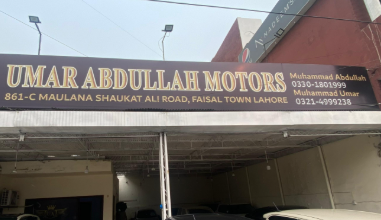 UMAR ABDULLAH MOTORS
861-C MAULANA SHAUKAT ALI ROAD, FAISAL TOWN LAHORE
Muhammad Abdullah
0330-1801999
Muhammad Umar
0321-4999238